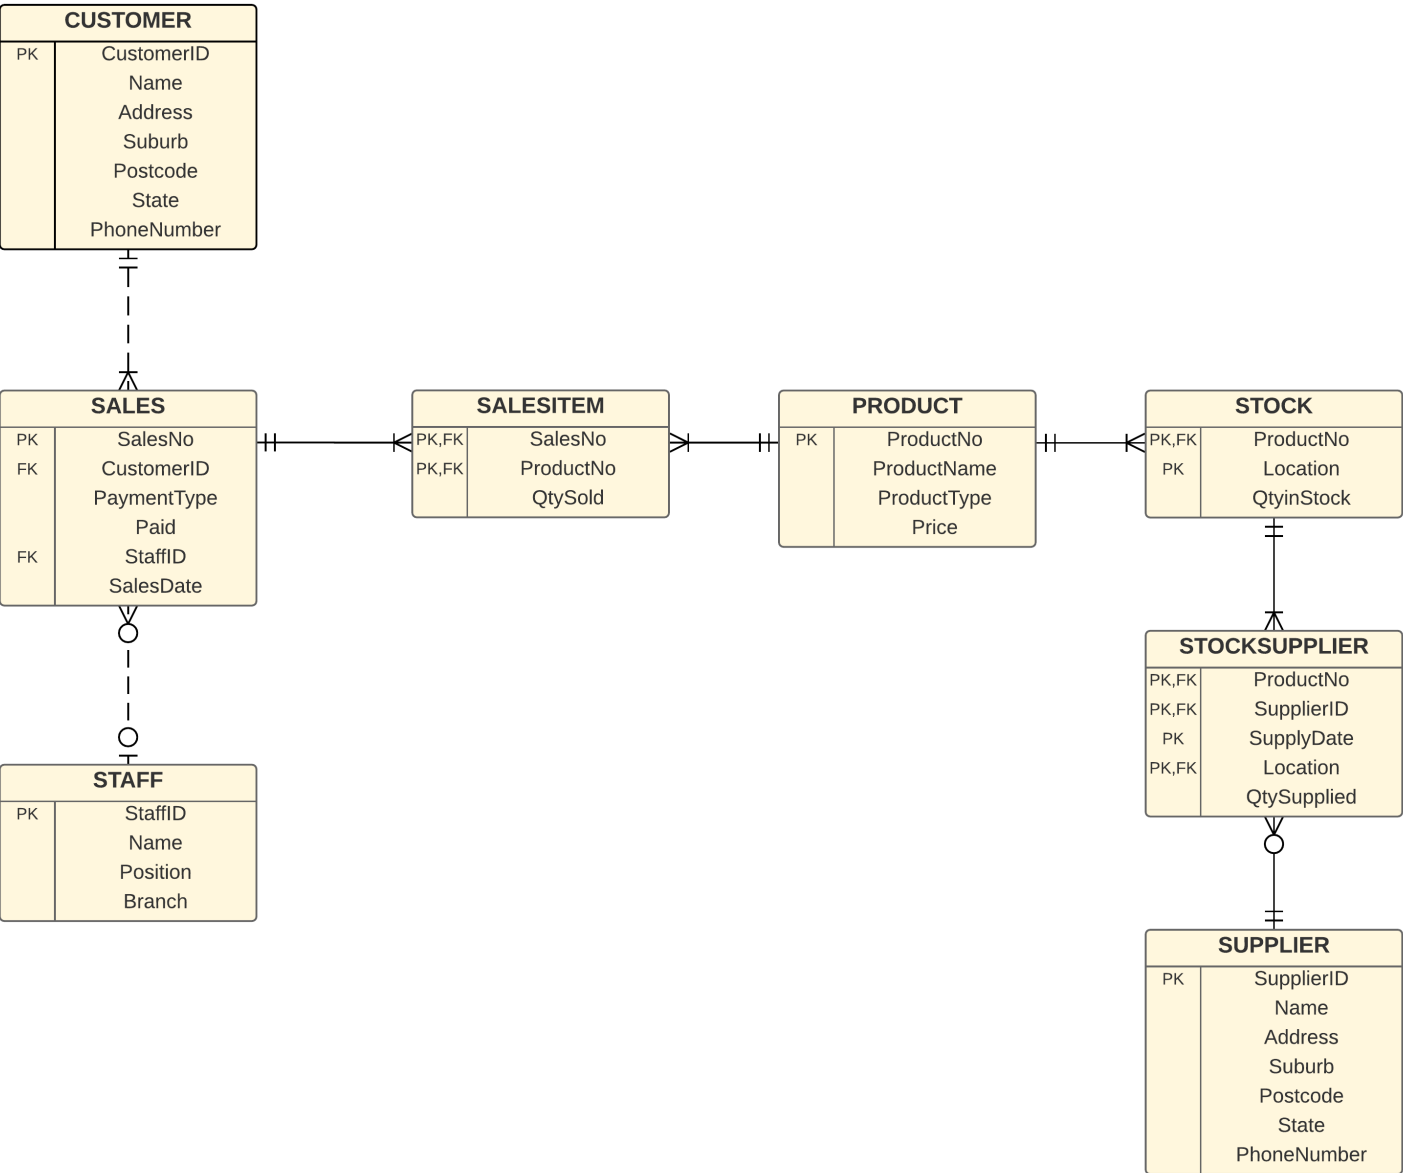 CUSTOMER
PK CustomerID
Name
Address
Suburb
Postcode
State
PhoneNumber
SALES
PK SalesNo
FK CustomerID
PaymentType
Paid
FK StaffID
SalesDate
SALESITEM
PK,FK SalesNo
PK,FK ProductNo
QtySold
PRODUCT
PK ProductNo
ProductName
ProductType
Price
STOCK
PK,FK ProductNo
PK Location
QtyinStock
STOCKSUPPLIER
PK,FK ProductNo
PK,FK SupplierID
PK SupplyDate
PK,FK Location
QtySupplied
STAFF
PK StaffID
Name
Position
Branch
SUPPLIER
PK SupplierID
Name
Address
Suburb
Postcode
State
PhoneNumber